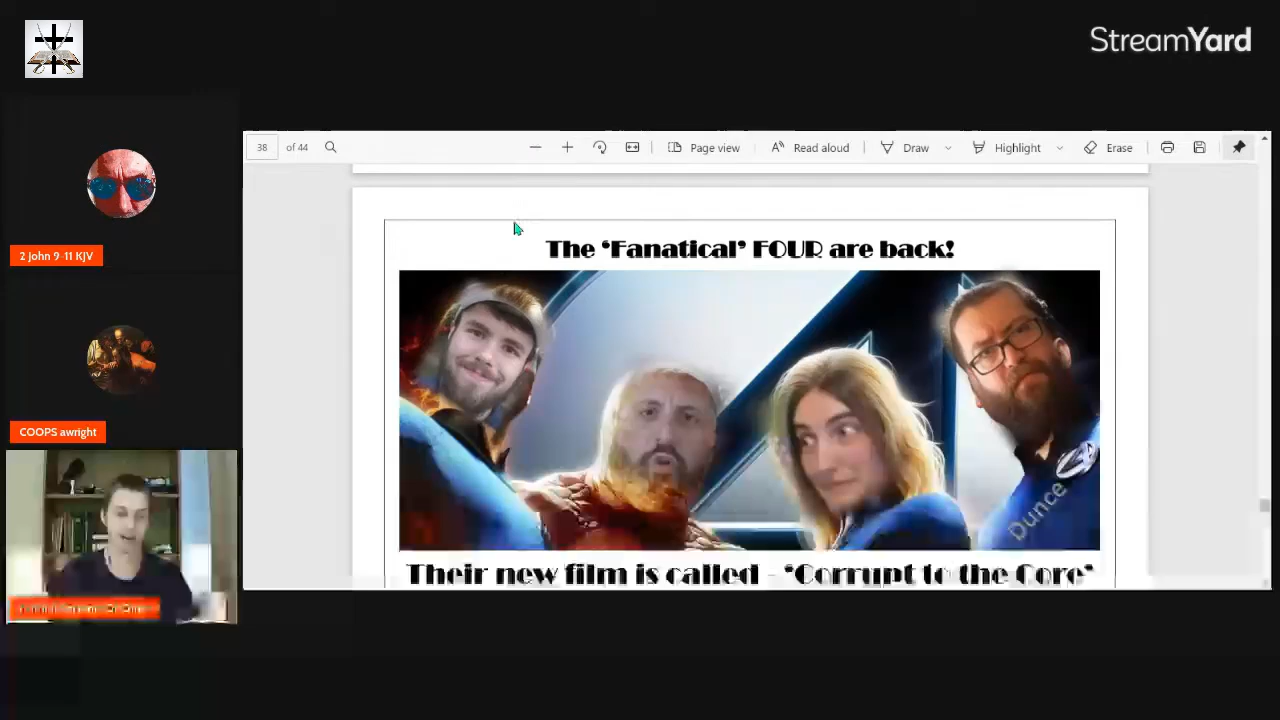 StreamYard
38 of 44
Page view
Read aloud
Draw
Highlight
Erase
The ‘Fanatical’ FOUR are back!
Dunce
Their new film is called - ‘Corrupt to the Core’
2 john 9-11 KJV
COOPS awright